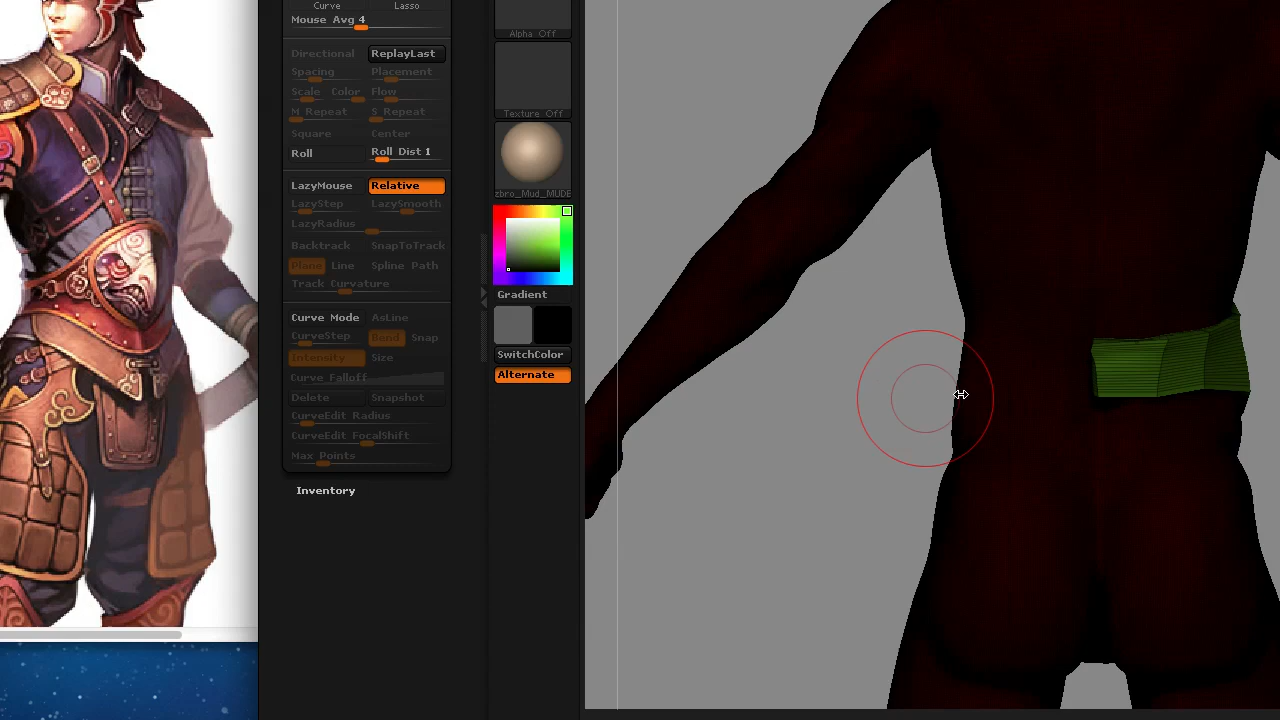 Curve Lasso
Mouse Avg 4
Directional ReplayLast
Spacing Placement
Scale Color Flow
M Repeat S Repeat
Square Center
Roll Roll Dist 1
LazyMouse Relative
LazyStep LazySmooth
LazyRadius
Backtrack SnapToTrack
Plane Line Spline Path
Track Curvature
Curve Mode AsLine
CurveStep Bend Snap
Intensity Size
Curve Falloff
Delete Snapshot
CurveEdit Radius
CurveEdit FocalShift
Max Points
Inventory
Alpha Off
Texture Off
zbro_Mud_MUDE
Gradient
SwitchColor
Alternate